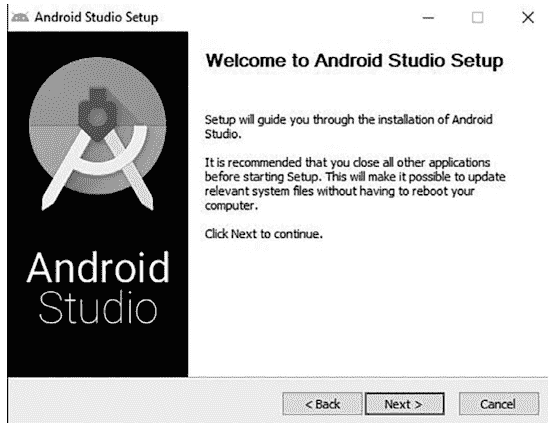 Android Studio Setup
Welcome to Android Studio Setup
Setup will guide you through the installation of Android
Studio.
It is recommended that you close all other applications
before starting Setup. This will make it possible to update
relevant system files without having to reboot your
computer.
Click Next to continue.
Android
Studio
< Back
Next >
Cancel